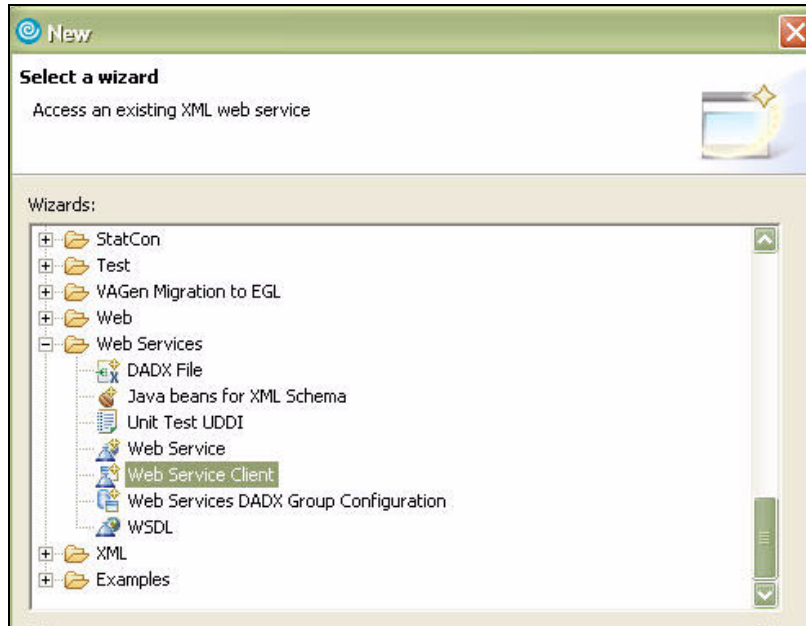 New
Select a wizard
Access an existing XML web service
Wizards:
StatCon
Test
VAGen Migration to EGL
Web
Web Services
DADX File
Java beans for XML Schema
Unit Test UDDI
Web Service
Web Service Client
Web Services DADX Group Configuration
WSDL
XML
Examples